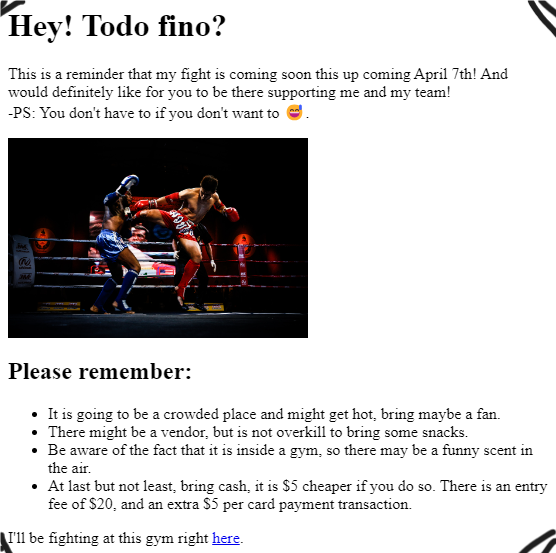 Hey! Todo fino?
This is a reminder that my fight is coming soon this up coming April 7th! And
would definitely like for you to be there supporting me and my team!
-PS: You don't have to if you don't want to 😅.
Please remember:
It is going to be a crowded place and might get hot, bring maybe a fan.
There might be a vendor, but is not overkill to bring some snacks.
Be aware of the fact that it is inside a gym, so there may be a funny scent in
the air.
At last but not least, bring cash, it is $5 cheaper if you do so. There is an entry
fee of $20, and an extra $5 per card payment transaction.
I'll be fighting at this gym right here.